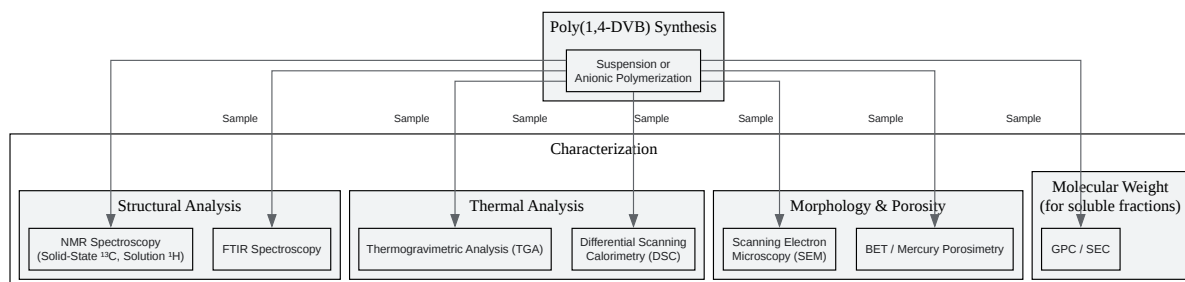 Poly(1,4-DVB) Synthesis
Suspension or
Anionic Polymerization
Sample
Sample
Sample
Sample
Sample
Sample
Sample
Characterization
Structural Analysis
NMR Spectroscopy
(Solid-State ¹³C, Solution ¹H)
FTIR Spectroscopy
Thermal Analysis
Thermogravimetric Analysis (TGA)
Differential Scanning
Calorimetry (DSC)
Morphology & Porosity
Scanning Electron
Microscopy (SEM)
BET / Mercury Porosimetry
Molecular Weight
(for soluble fractions)
GPC / SEC